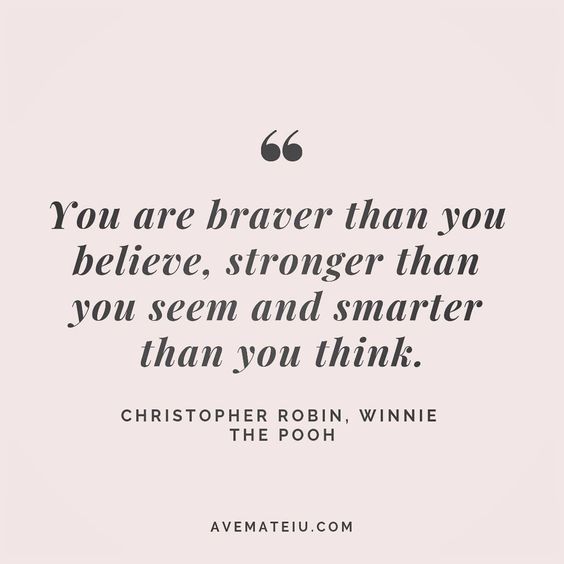 “
You are braver than you
believe, stronger than
you seem and smarter
than you think.
CHRISTOPHER ROBIN, WINNIE
THE POOH
AVEMATEIU.COM